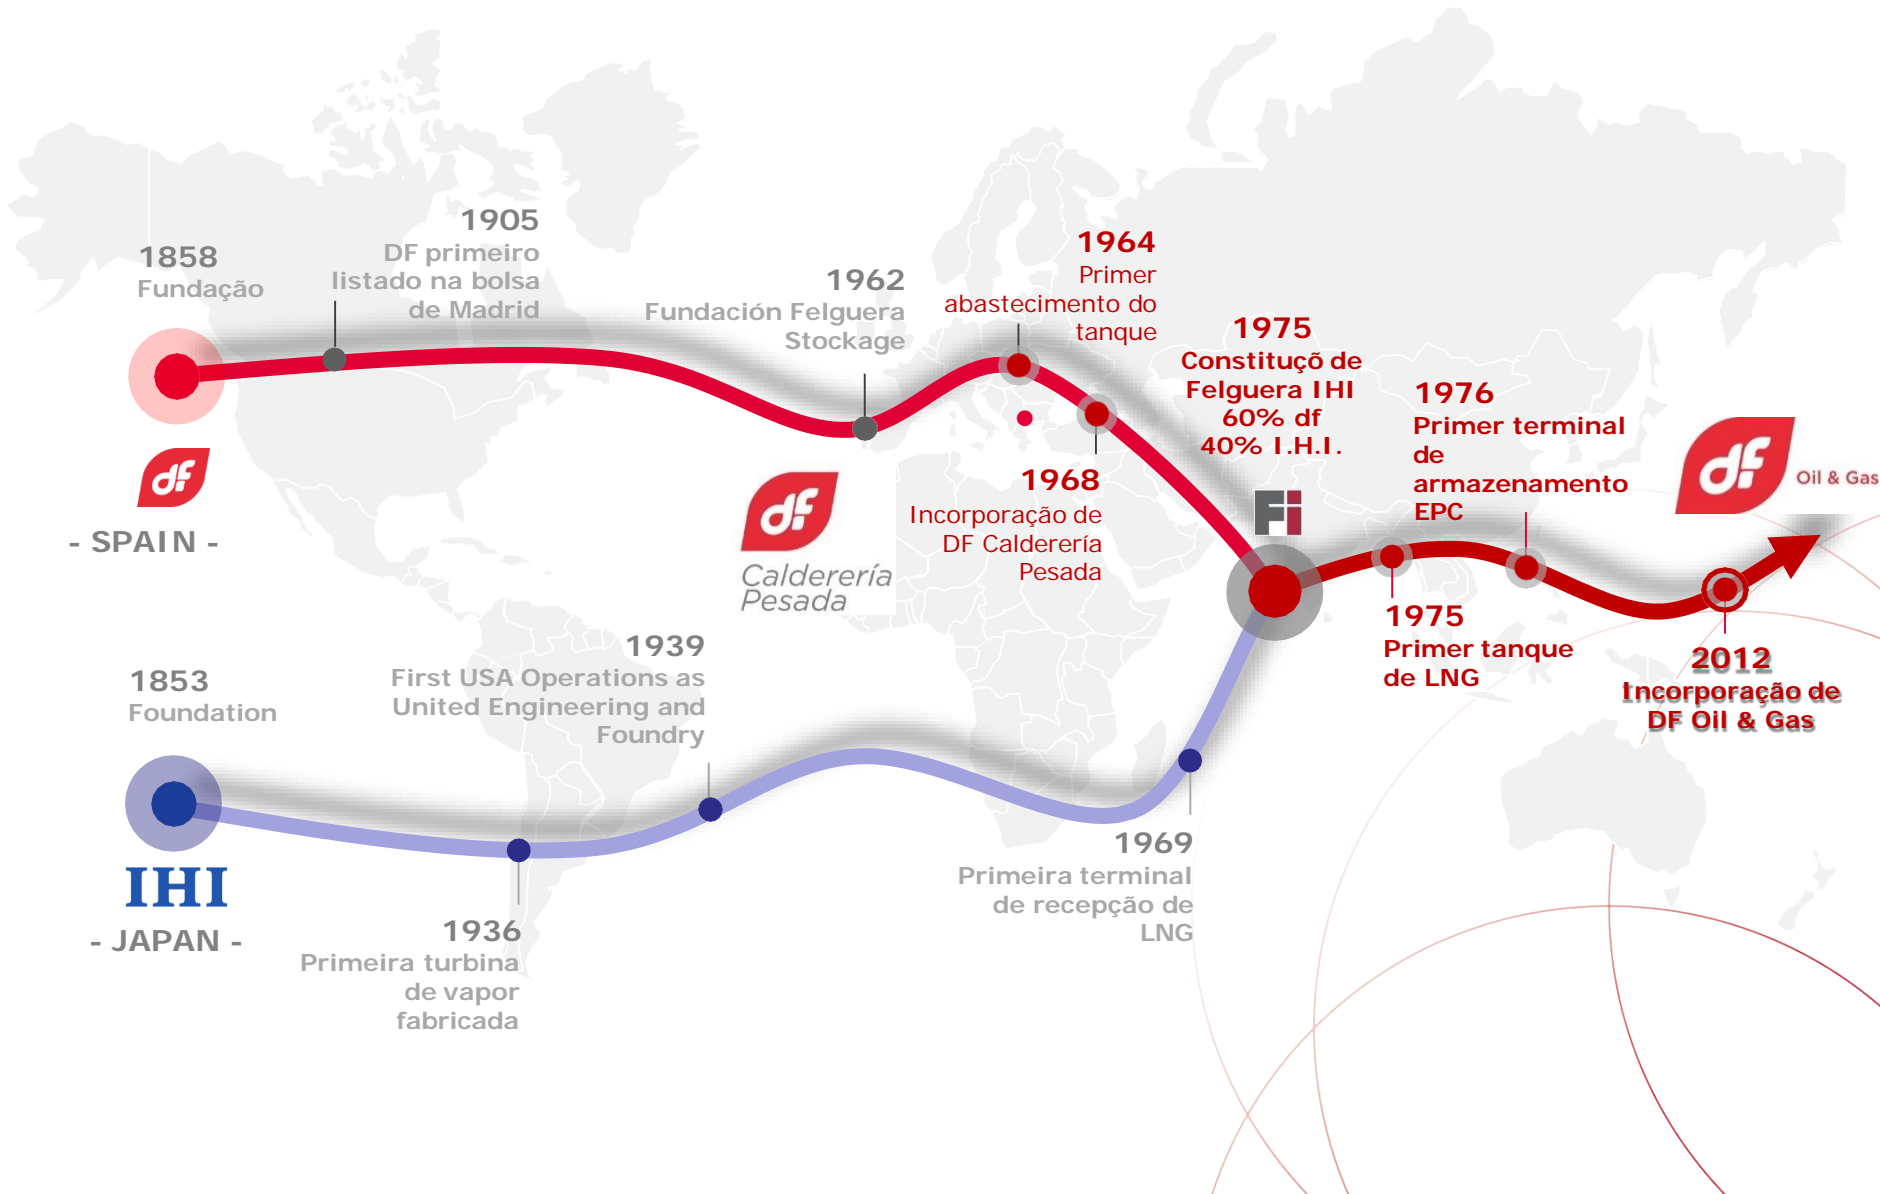 1858
Fundação
1905
DF primeiro
listado na bolsa
de Madrid
1962
Fundación Felguera
Stockage
1964
Primer
abastecimento do
tanque
1975
Constituçõ de
Felguera IHI
60% df
40% I.H.I.
1976
Primer terminal
de
armazenamento
EPC
df
Oil & Gas
df
- SPAIN -
df
Calderería
Pesada
1968
Incorporação de
DF Calderería
Pesada
Fi
1975
Primer tanque
de LNG
2012
Incorporação de
DF Oil & Gas
1853
Foundation
1939
First USA Operations as
United Engineering and
Foundry
IHI
- JAPAN -
1936
Primeira turbina
de vapor
fabricada
1969
Primeira terminal
de recepção de
LNG